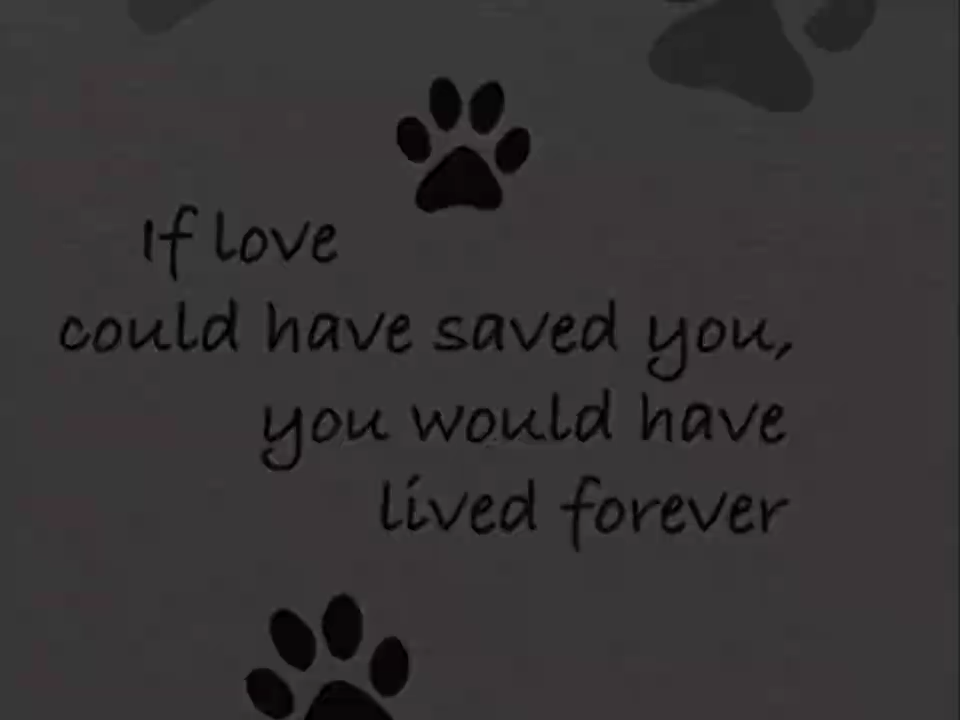 If love
could have saved you,
you would have
lived forever